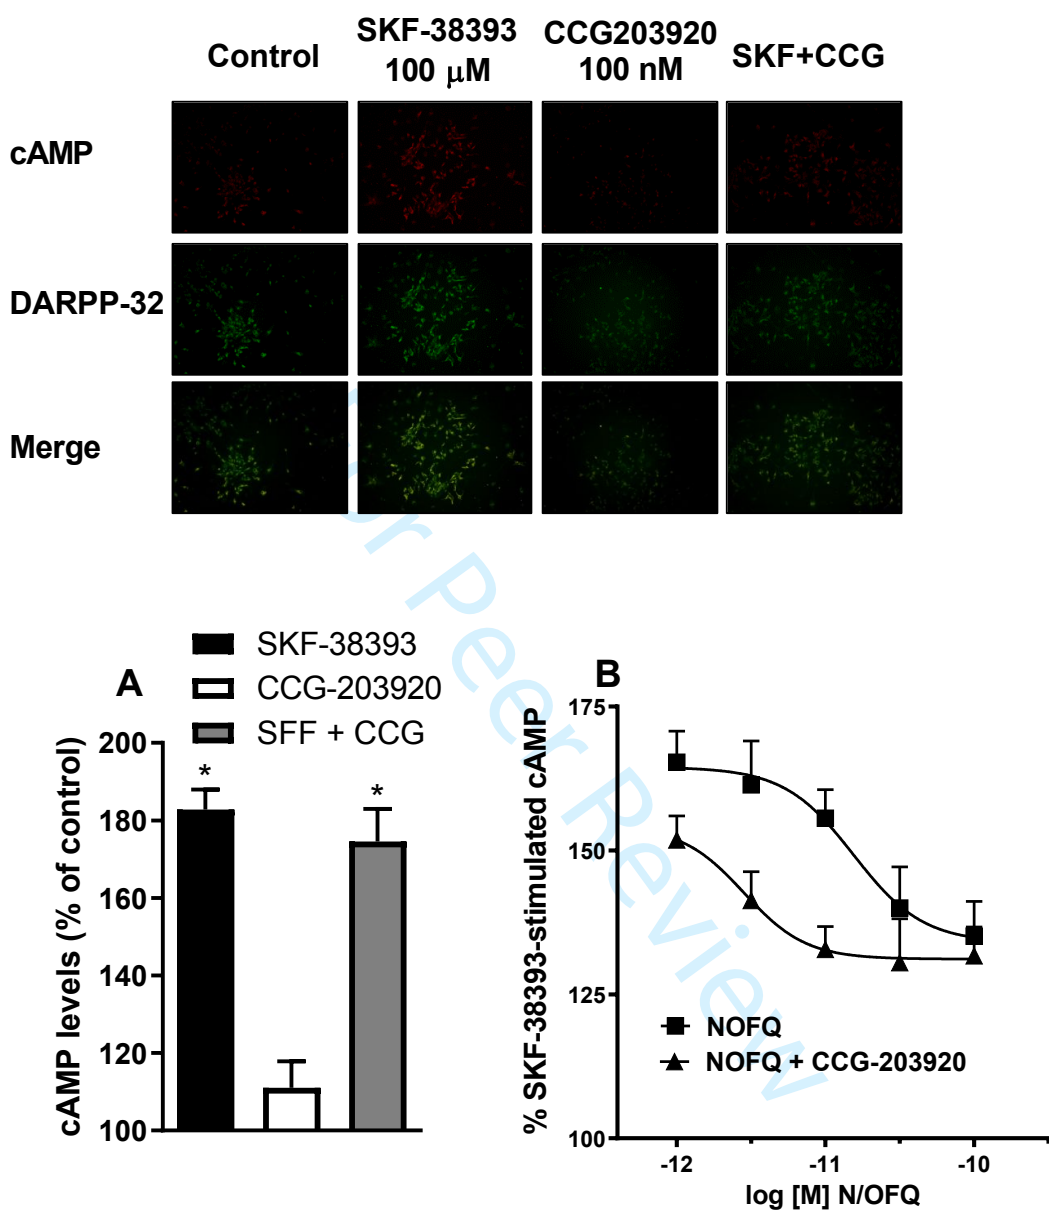 Control
SKF-38393
100 μM
CCG203920
100 nM
SKF+CCG
cAMP
DARPP-32
Merge
For Peer Review
A
SKF-38393
CCG-203920
SFF + CCG
cAMP levels (% of control)
200
180
160
140
120
100
*
*
B
% SKF-38393-stimulated cAMP
175
150
125
100
NOFQ
NOFQ + CCG-203920
-12
-11
-10
log [M] N/OFQ